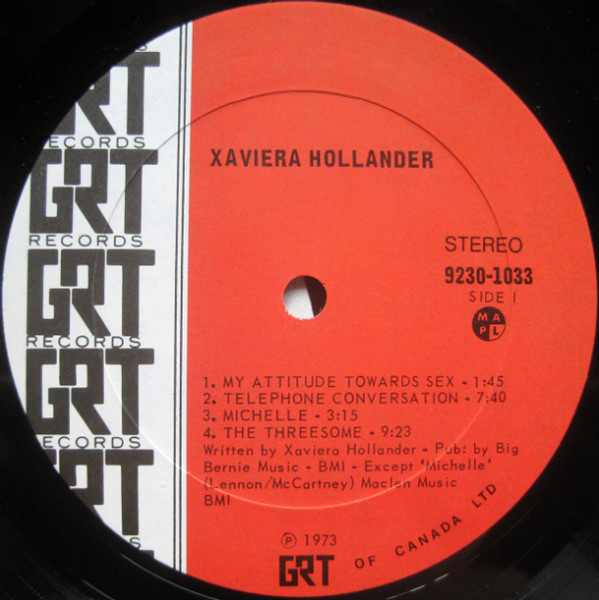 GRT
RECORDS
GRT
RECORDS
GRT
RECORDS
GRT
RECORDS
GRT
XAVIERA HOLLANDER
STEREO
9230-1033
SIDE 1
M A
P L
1. MY ATTITUDE TOWARDS SEX - 1:45
2. TELEPHONE CONVERSATION - 7:40
3. MICHELLE - 3:15
4. THE THREESOME - 9:23
Written by Xaviera Hollander - Pub: by Big
Bernie Music - BMI - Except 'Michelle'
(Lennon/McCartney) Maclen Music
BMI
℗ 1973
GRT OF CANADA LTD